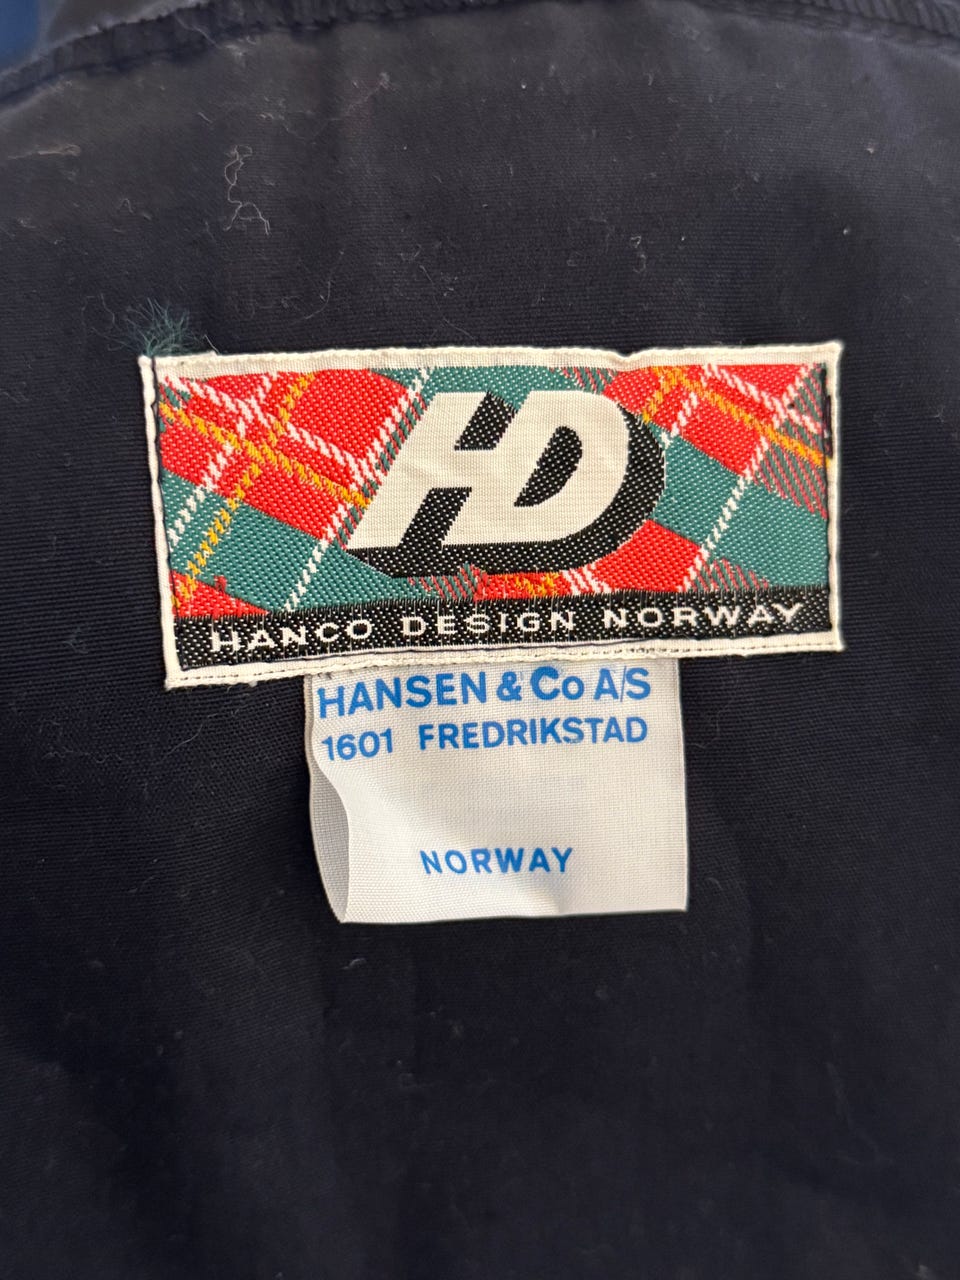 HD
HANCO DESIGN NORWAY
HANSEN & Co A/S
1601 FREDRIKSTAD
NORWAY